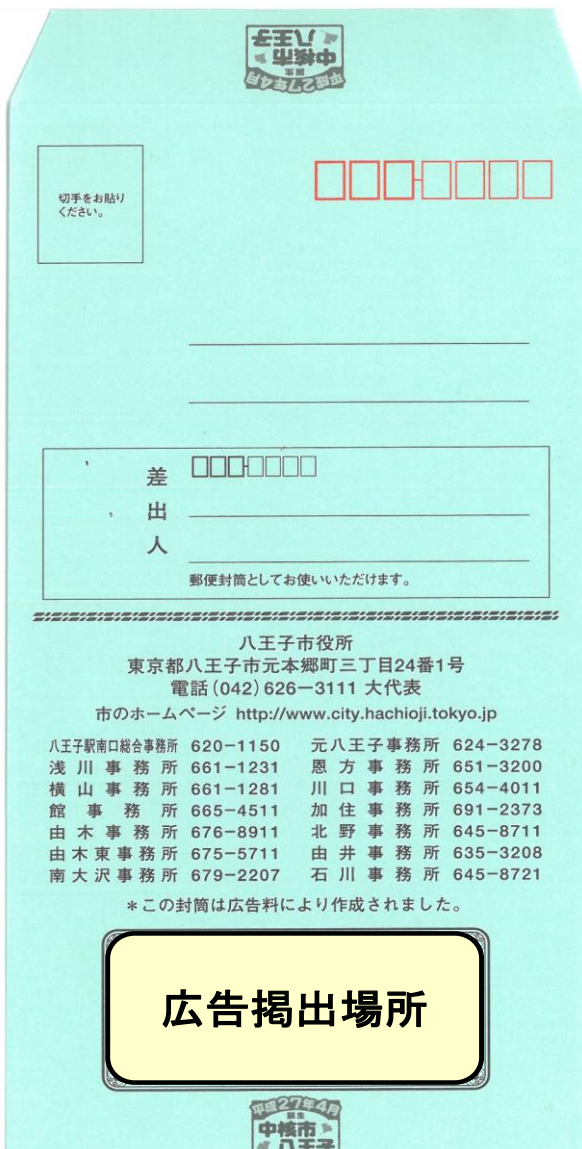 平成27年4月
誕生
中核市
八王子
切手をお貼り
ください。
差出人
郵便封筒としてお使いいただけます。
八王子市役所
東京都八王子市元本郷町三丁目24番1号
電話(042)626－3111 大代表
市のホームページ http://www.city.hachioji.tokyo.jp
八王子駅南口総合事務所 620-1150 元八王子事務所 624-3278
浅川事務所 661-1231 恩方事務所 651-3200
横山事務所 661-1281 川口事務所 654-4011
館事務所 665-4511 加住事務所 691-2373
由木事務所 676-8911 北野事務所 645-8711
由木東事務所 675-5711 由井事務所 635-3208
南大沢事務所 679-2207 石川事務所 645-8721
＊この封筒は広告料により作成されました。
広告掲出場所
平成27年4月
誕生
中核市
八王子